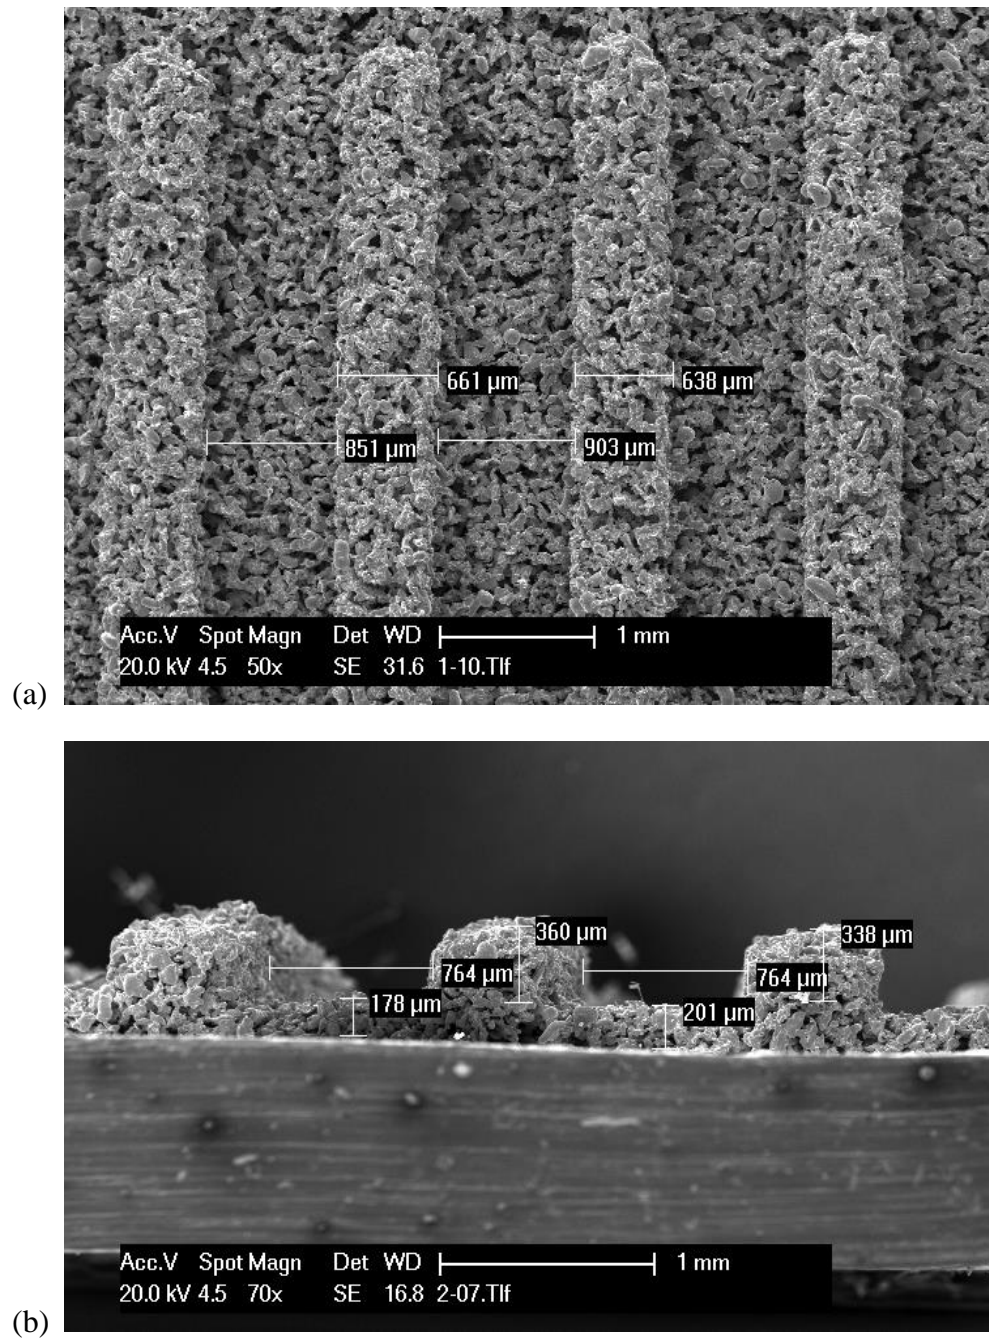 661 µm
638 µm
851 µm
903 µm
Acc.V Spot Magn Det WD 1 mm
20.0 kV 4.5 50x SE 31.6 1-10.TIf
(a)
360 µm
338 µm
764 µm
764 µm
178 µm
201 µm
Acc.V Spot Magn Det WD 1 mm
20.0 kV 4.5 70x SE 16.8 2-07.TIf
(b)